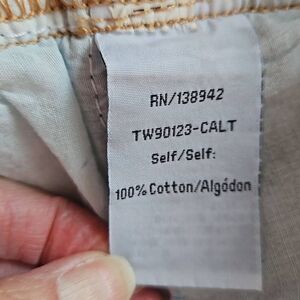 RN/138942
TW90123-CALT
Self/Self:
100% Cotton/Algódon